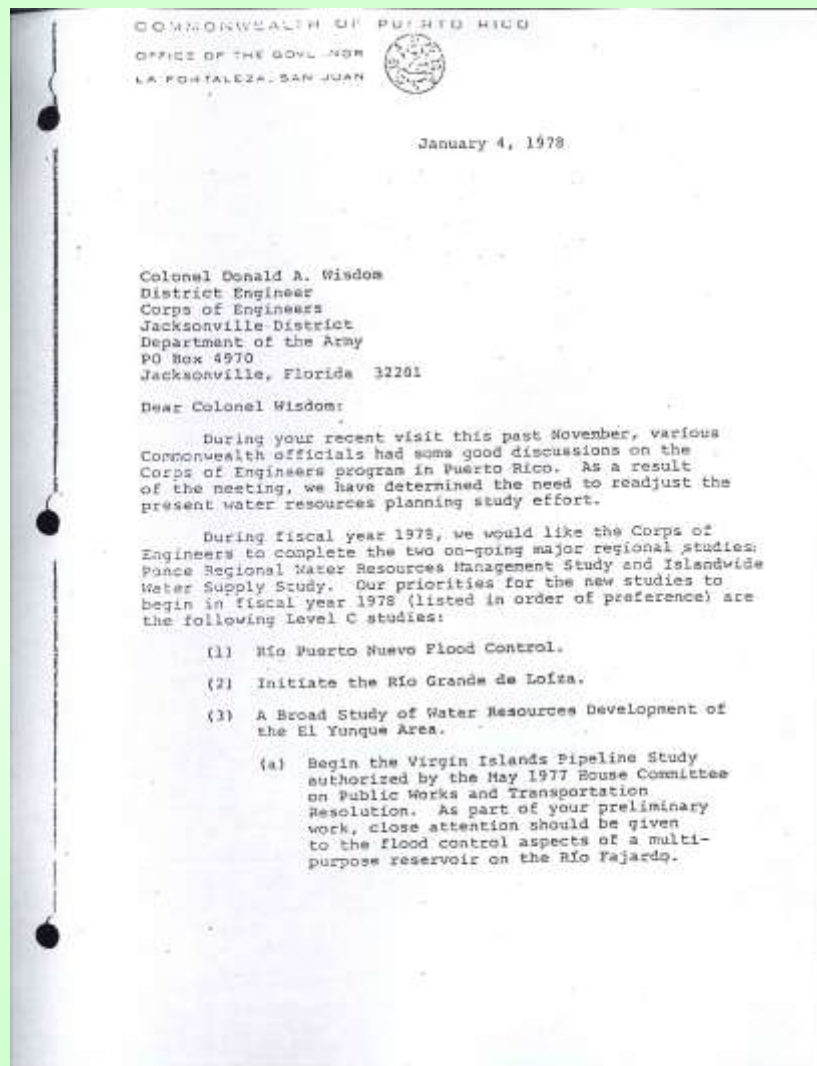 COMMONWEALTH OF PUERTO RICO
OFFICE OF THE GOVERNOR
LA FORTALEZA, SAN JUAN
January 4, 1978
Colonel Donald A. Wisdom
District Engineer
Corps of Engineers
Jacksonville District
Department of the Army
PO Box 4970
Jacksonville, Florida 32201
Dear Colonel Wisdom:
During your recent visit this past November, various
Commonwealth officials had some good discussions on the
Corps of Engineers program in Puerto Rico. As a result
of the meeting, we have determined the need to readjust the
present water resources planning study effort.
During fiscal year 1978, we would like the Corps of
Engineers to complete the two on-going major regional studies:
Ponce Regional Water Resources Management Study and Islandwide
Water Supply Study. Our priorities for the new studies to
begin in fiscal year 1978 (listed in order of preference) are
the following Level C studies:
(1) Río Puerto Nuevo Flood Control.
(2) Initiate the Río Grande de Loíza.
(3) A Broad Study of Water Resources Development of
the El Yunque Area.
(a) Begin the Virgin Islands Pipeline Study
authorized by the May 1977 House Committee
on Public Works and Transportation
Resolution. As part of your preliminary
work, close attention should be given
to the flood control aspects of a multi-
purpose reservoir on the Río Fajardo.